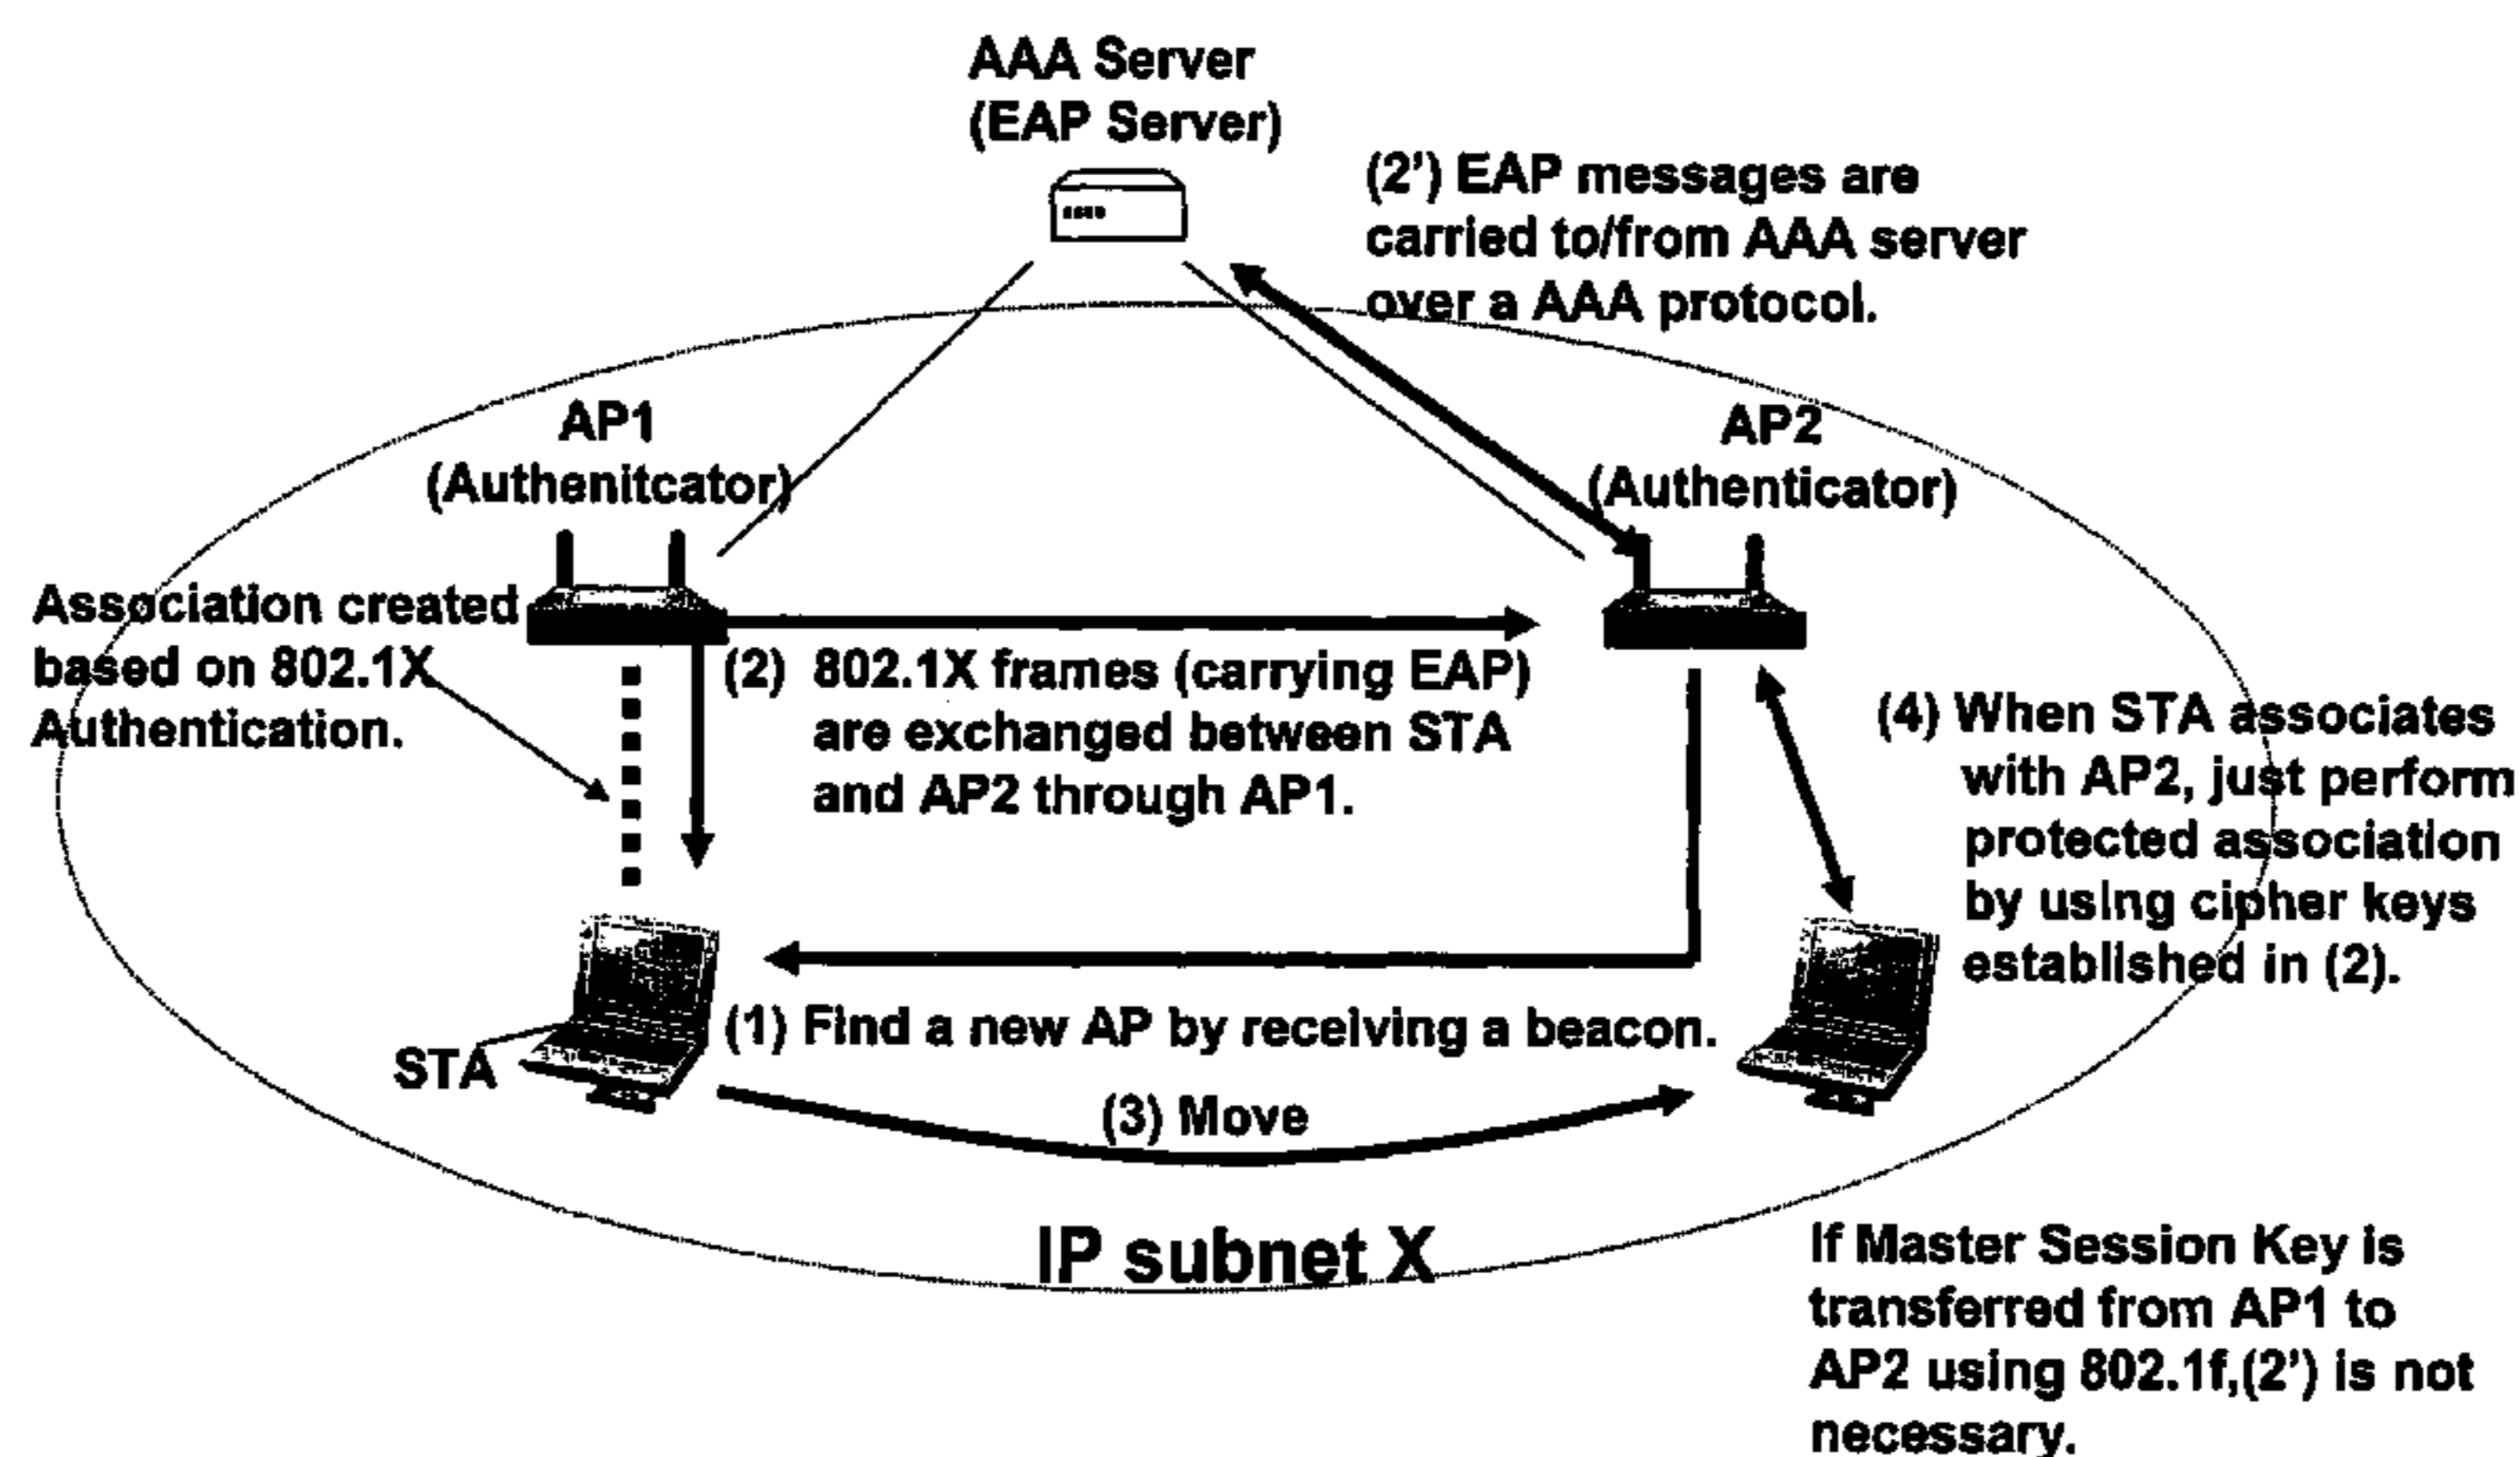 AAA Server
(EAP Server)
(2') EAP messages are
carried to/from AAA server
over a AAA protocol.
AP1
(Authenitcator)
AP2
(Authenticator)
Association created
based on 802.1X
Authentication.
(2) 802.1X frames (carrying EAP)
are exchanged between STA
and AP2 through AP1.
(4) When STA associates
with AP2, just perform
protected association
by using cipher keys
established in (2).
(1) Find a new AP by receiving a beacon.
STA
(3) Move
IP subnet X
If Master Session Key is
transferred from AP1 to
AP2 using 802.1f,(2') is not
necessary.